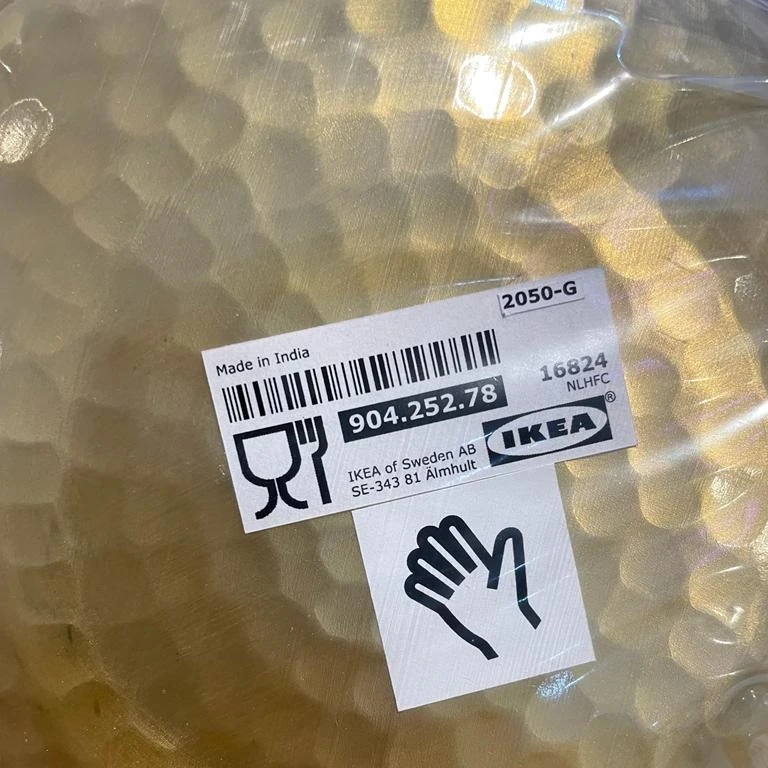 2050-G
Made in India
16824
NLHFC
904.252.78
IKEA®
IKEA of Sweden AB
SE-343 81 Älmhult